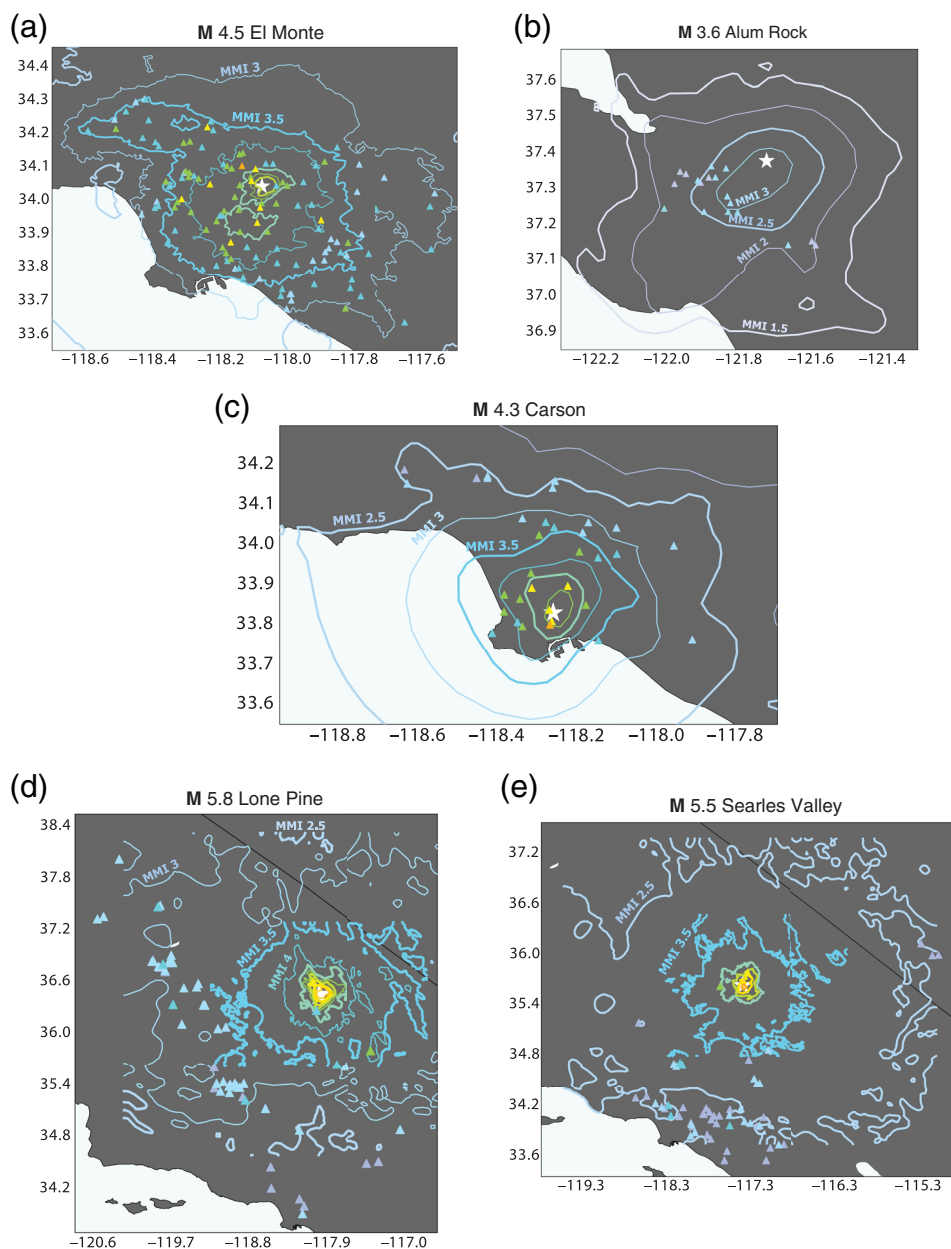 (a)
M 4.5 El Monte
34.4
34.3
34.2
34.1
34.0
33.9
33.8
33.7
33.6
MMI 3
MMI 3.5
−118.6 −118.4 −118.2 −118.0 −117.8 −117.6
(b)
M 3.6 Alum Rock
37.6
37.5
37.4
37.3
37.2
37.1
37.0
36.9
MMI 3
MMI 2.5
MMI 2
MMI 1.5
−122.2 −122.0 −121.9 −121.7 −121.6 −121.4
(c)
M 4.3 Carson
34.2
34.1
34.0
33.9
33.8
33.7
33.6
MMI 2.5
MMI 3
MMI 3.5
−118.8 −118.6 −118.4 −118.2 −118.0 −117.8
(d)
M 5.8 Lone Pine
38.4
37.8
37.2
36.6
36.0
35.4
34.8
34.2
MMI 2.5
MMI 3
MMI 3.5
MMI 4
−120.6 −119.7 −118.8 −117.9 −117.0
(e)
M 5.5 Searles Valley
37.2
36.6
36.0
35.4
34.8
34.2
33.6
MMI 2.5
MMI 3.5
−119.3 −118.3 −117.3 −116.3 −115.3